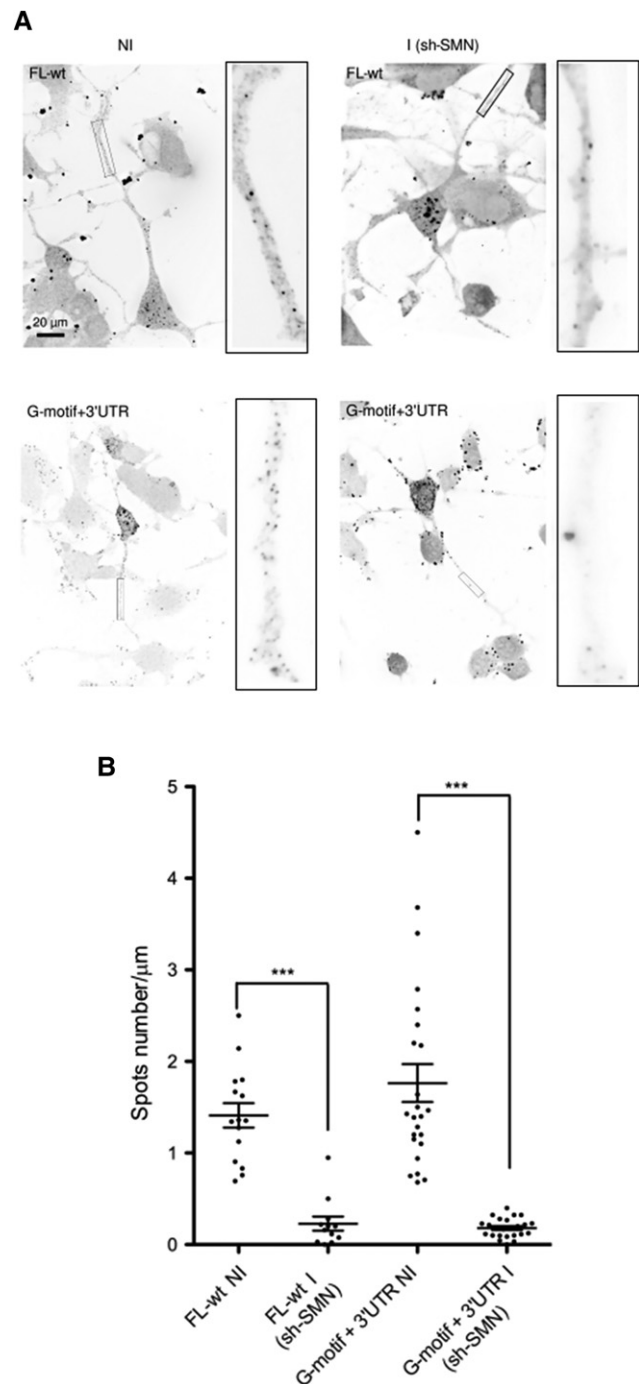 A
NI
I (sh-SMN)
FL-wt
FL-wt
20 µm
G-motif+3'UTR
G-motif+3'UTR
B
Spots number/µm
5
4
3
2
1
0
***
***
FL-wt NI
FL-wt I
(sh-SMN)
G-motif + 3'UTR NI
G-motif + 3'UTR I
(sh-SMN)